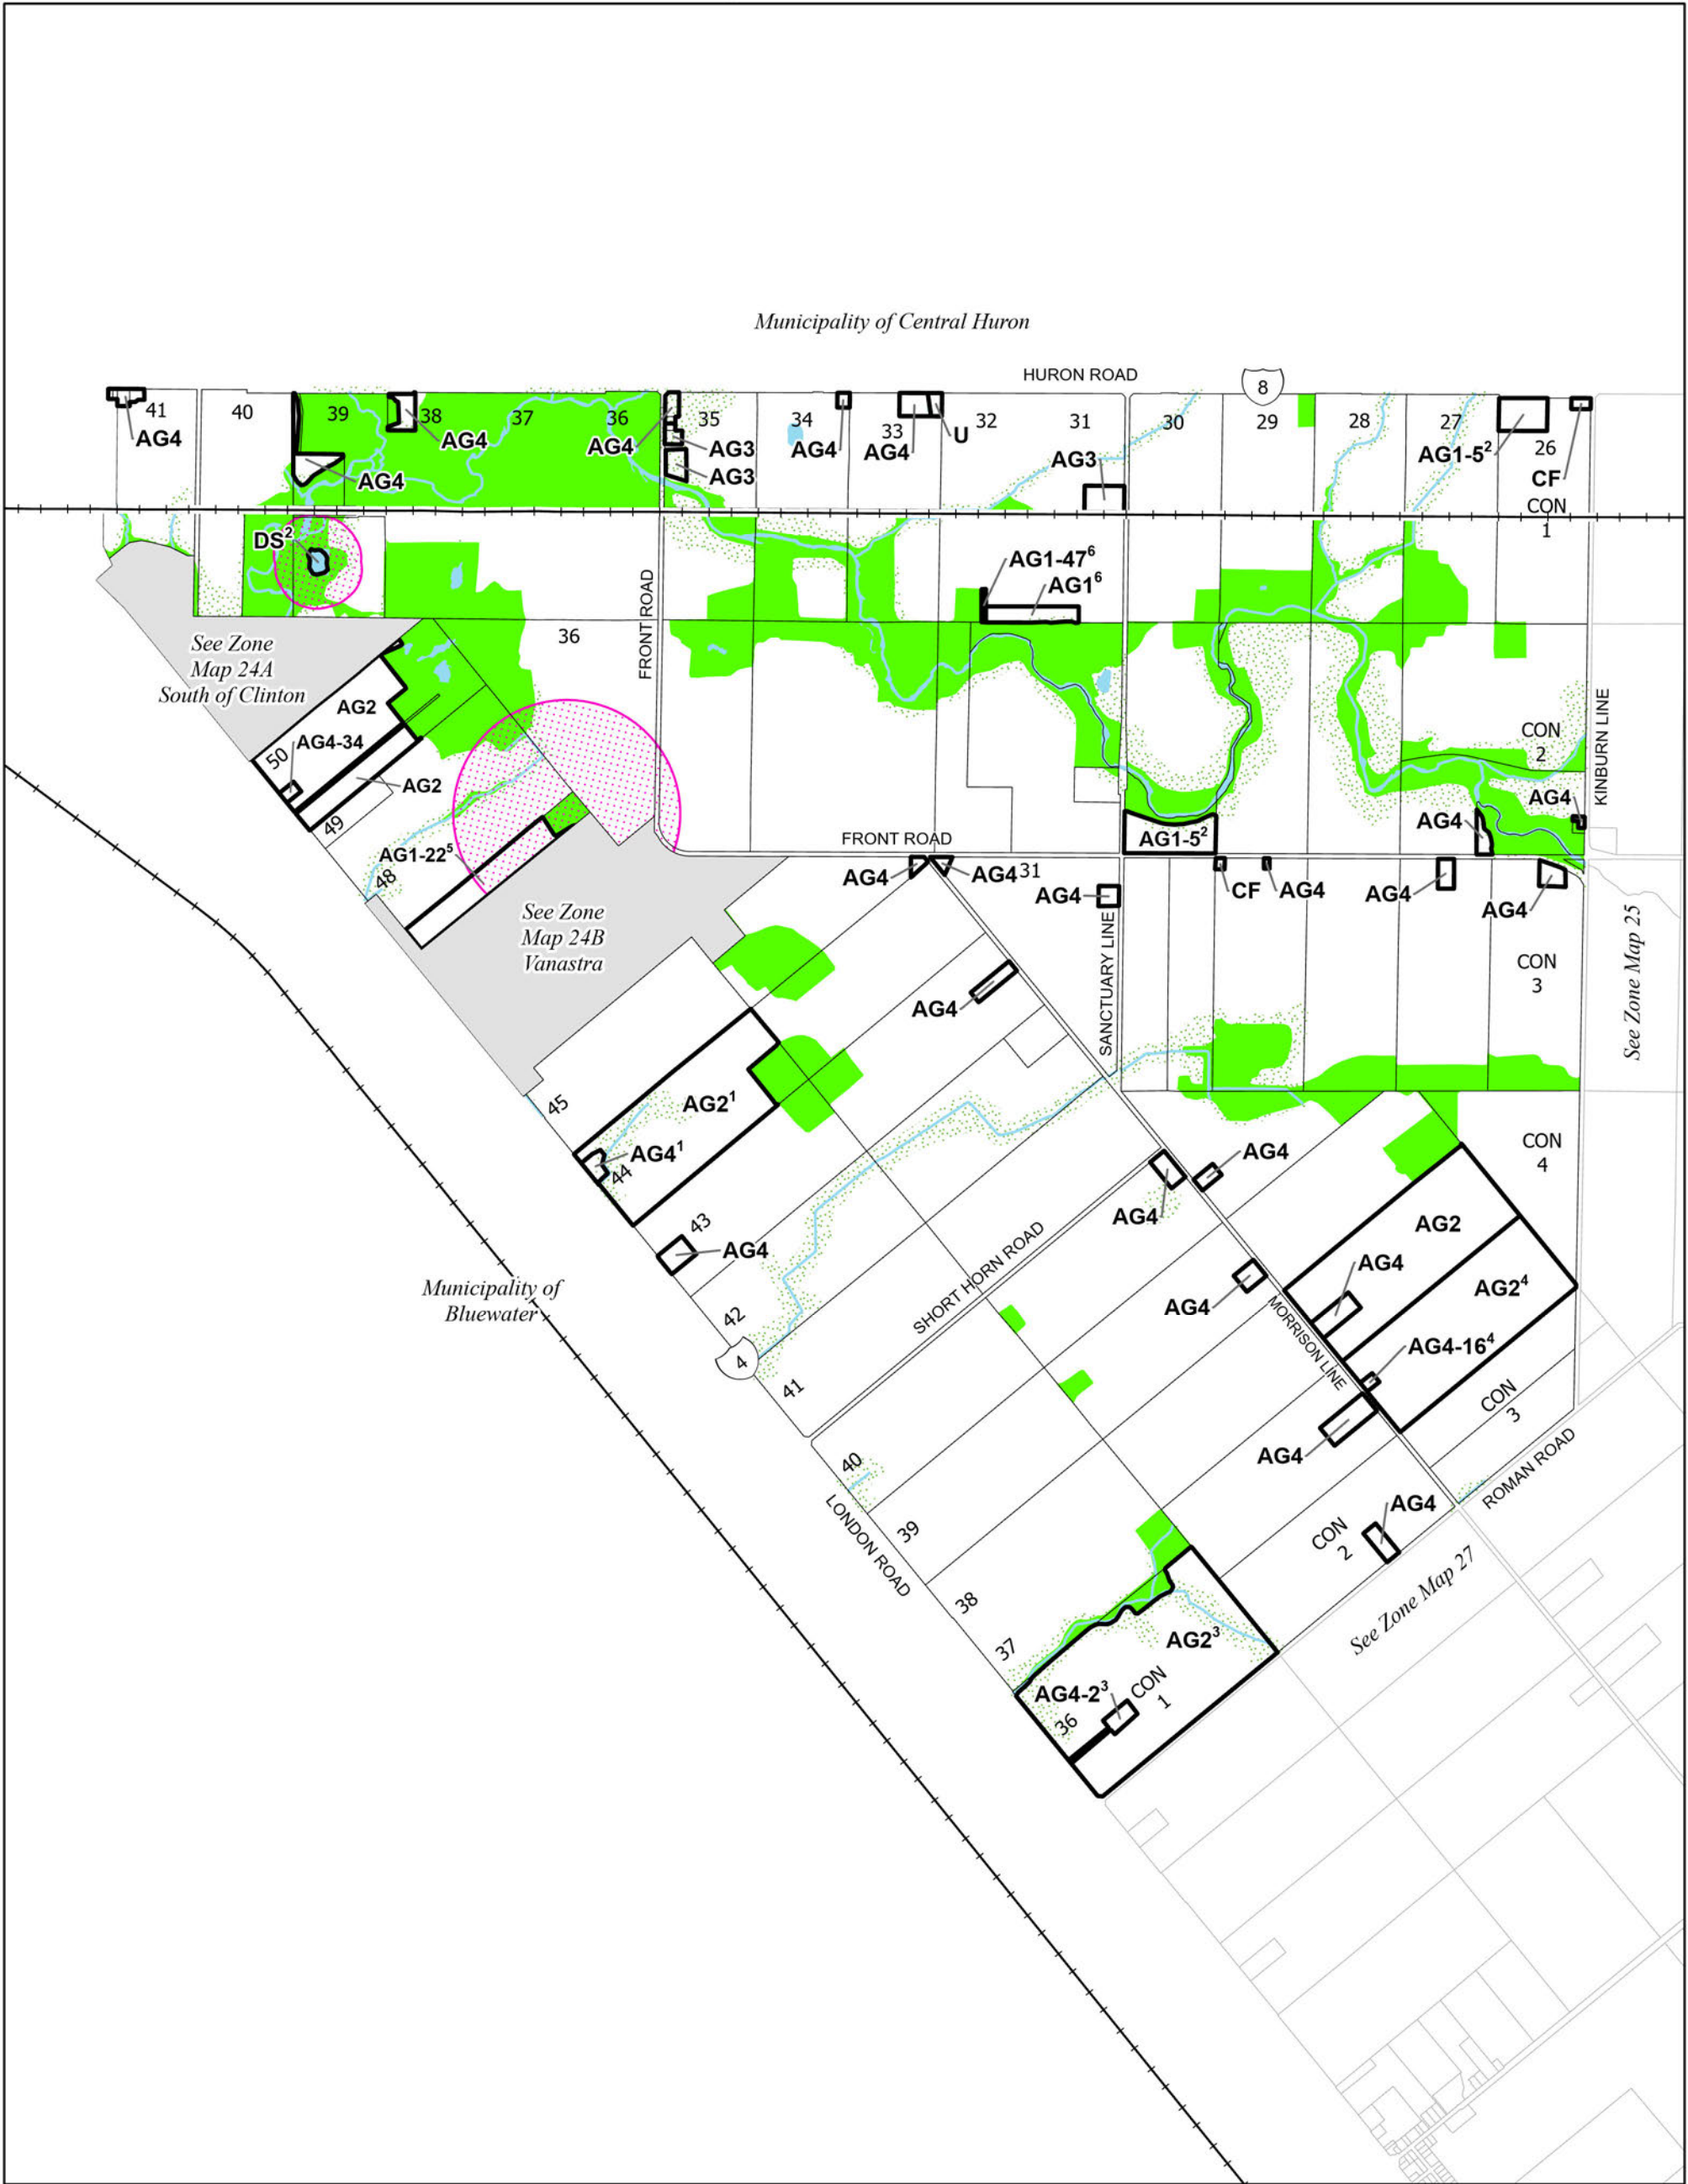 Municipality of Central Huron
HURON ROAD
8
41
40
39
38
37
36
35
34
33
32
31
30
29
28
27
26
AG4
AG4
AG4
AG4
AG3
AG3
AG4
AG4
U
AG3
AG1-5²
CF
CON
1
DS²
FRONT ROAD
AG1-47⁶
AG1⁶
See Zone
Map 24A
South of Clinton
36
AG2
AG4-34
50
AG2
49
AG1-22⁵
48
CON
2
KINBURN LINE
AG4
AG4
AG1-5²
FRONT ROAD
AG4
AG4
31
AG4
CF
AG4
AG4
AG4
See Zone
Map 24B
Vanastra
SANCTUARY LINE
CON
3
See Zone Map 25
AG4
45
AG2¹
AG4¹
44
43
AG4
AG4
AG4
CON
4
AG2
AG4
AG2⁴
AG4-16⁴
Municipality of
Bluewater
42
4
41
SHORT HORN ROAD
AG4
MORRISON LINE
CON
3
AG4
ROMAN ROAD
40
LONDON ROAD
39
38
37
CON
2
AG4
See Zone Map 27
AG2³
AG4-2³
CON
1
36